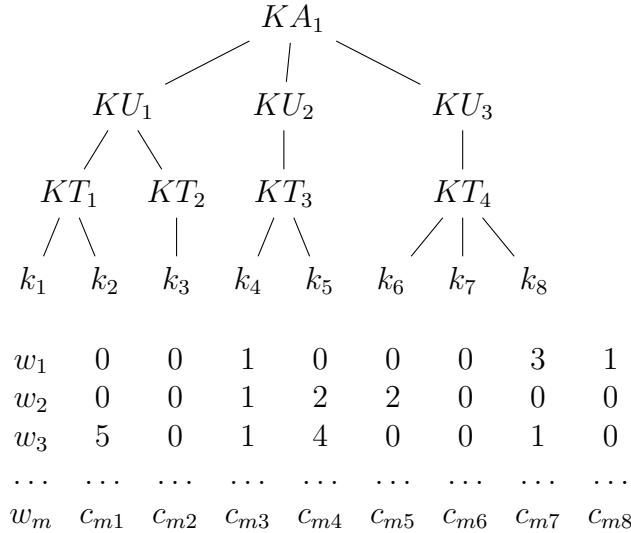 KA₁
KU₁ KU₂ KU₃
KT₁ KT₂ KT₃ KT₄
k₁ k₂ k₃ k₄ k₅ k₆ k₇ k₈
w₁ 0 0 1 0 0 0 3 1
w₂ 0 0 1 2 2 0 0 0
w₃ 5 0 1 4 0 0 1 0
... ... ... ... ... ... ... ... ...
wₘ cₘ₁ cₘ₂ cₘ₃ cₘ₄ cₘ₅ cₘ₆ cₘ₇ cₘ₈